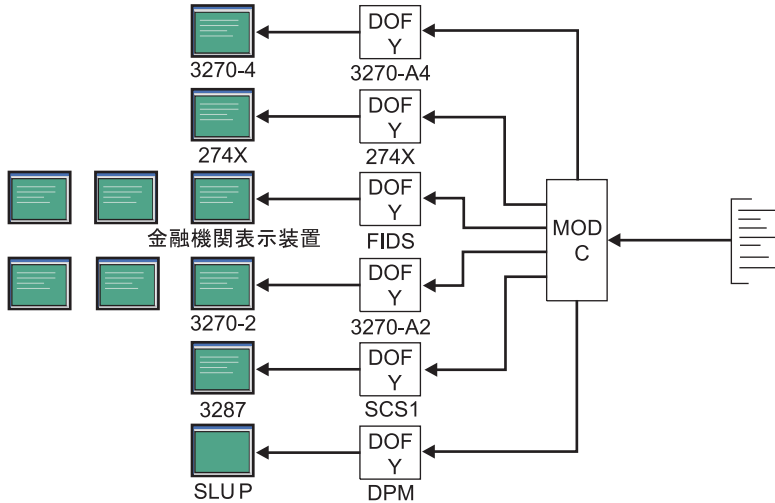 DOF
Y
3270-4
3270-A4
DOF
Y
274X
274X
DOF
Y
金融機関表示装置
FIDS
MOD
C
DOF
Y
3270-2
3270-A2
DOF
Y
3287
SCS1
DOF
Y
SLU P
DPM